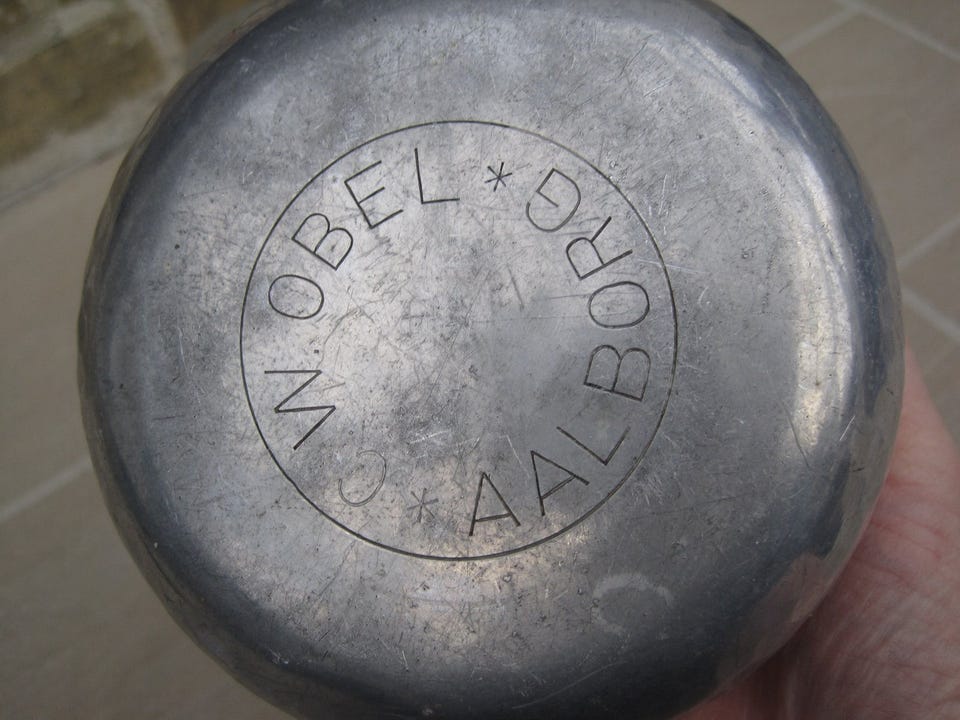 C. W. OBEL * AALBORG *